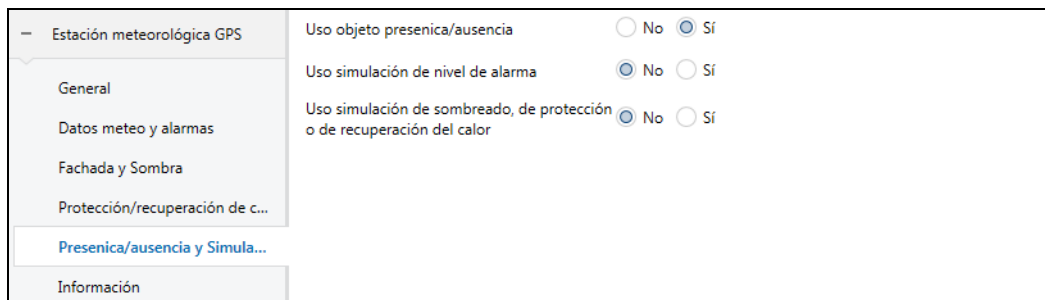 − Estación meteorológica GPS
General
Datos meteo y alarmas
Fachada y Sombra
Protección/recuperación de c...
Presenica/ausencia y Simula...
Información
Uso objeto presenica/ausencia No Sí
Uso simulación de nivel de alarma No Sí
Uso simulación de sombreado, de protección No Sí
o de recuperación del calor